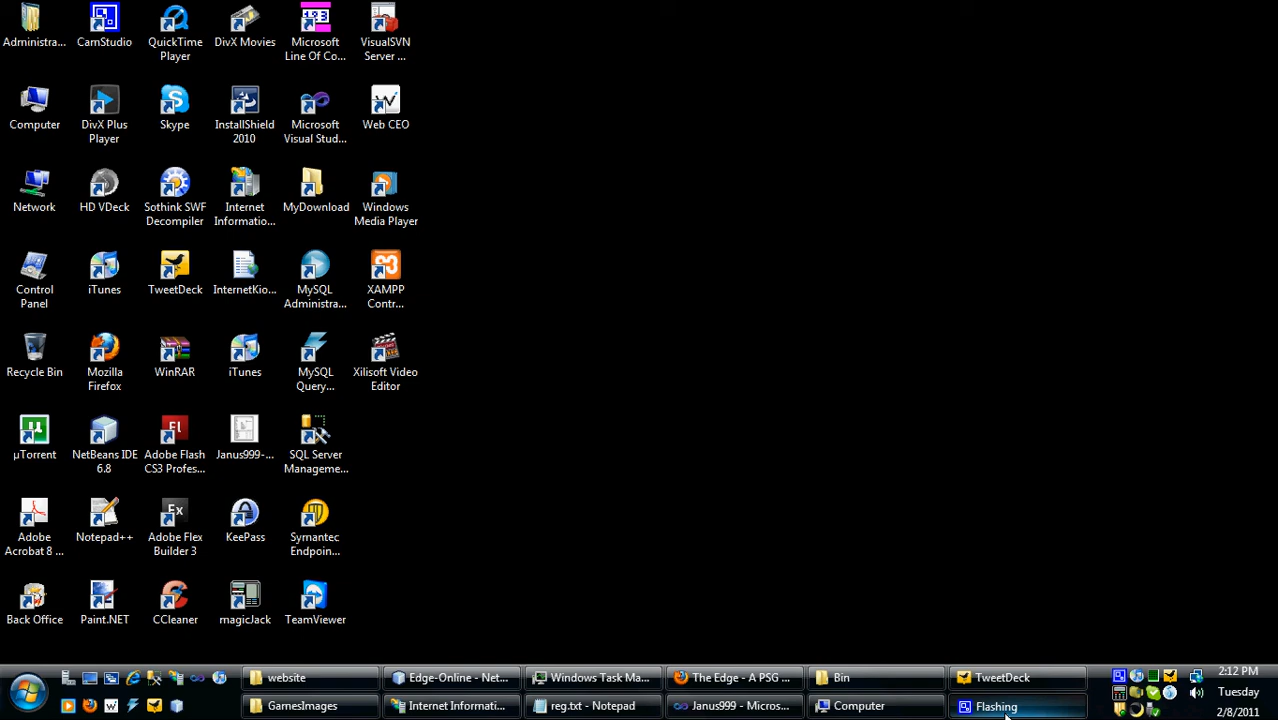 Administra...
CamStudio
QuickTime
Player
DivX Movies
Microsoft
Line Of Co...
VisualSVN
Server ...
Computer
DivX Plus
Player
Skype
InstallShield
2010
Microsoft
Visual Stud...
Web CEO
Network
HD VDeck
Sothink SWF
Decompiler
Internet
Informatio...
MyDownload
Windows
Media Player
Control
Panel
iTunes
TweetDeck
InternetKio...
MySQL
Administra...
XAMPP
Contr...
Recycle Bin
Mozilla
Firefox
WinRAR
iTunes
MySQL
Query...
Xilisoft Video
Editor
µTorrent
NetBeans IDE
6.8
Adobe Flash
CS3 Profes...
Janus999-...
SQL Server
Manageme...
Adobe
Acrobat 8 ...
Notepad++
Adobe Flex
Builder 3
KeePass
Symantec
Endpoin...
Back Office
Paint.NET
CCleaner
magicJack
TeamViewer
website
Edge-Online - Net...
Windows Task Ma...
The Edge - A PSG ...
Bin
TweetDeck
2:12 PM
GamesImages
Internet Informati...
reg.txt - Notepad
Janus999 - Micros...
Computer
Flashing
Tuesday
2/8/2011